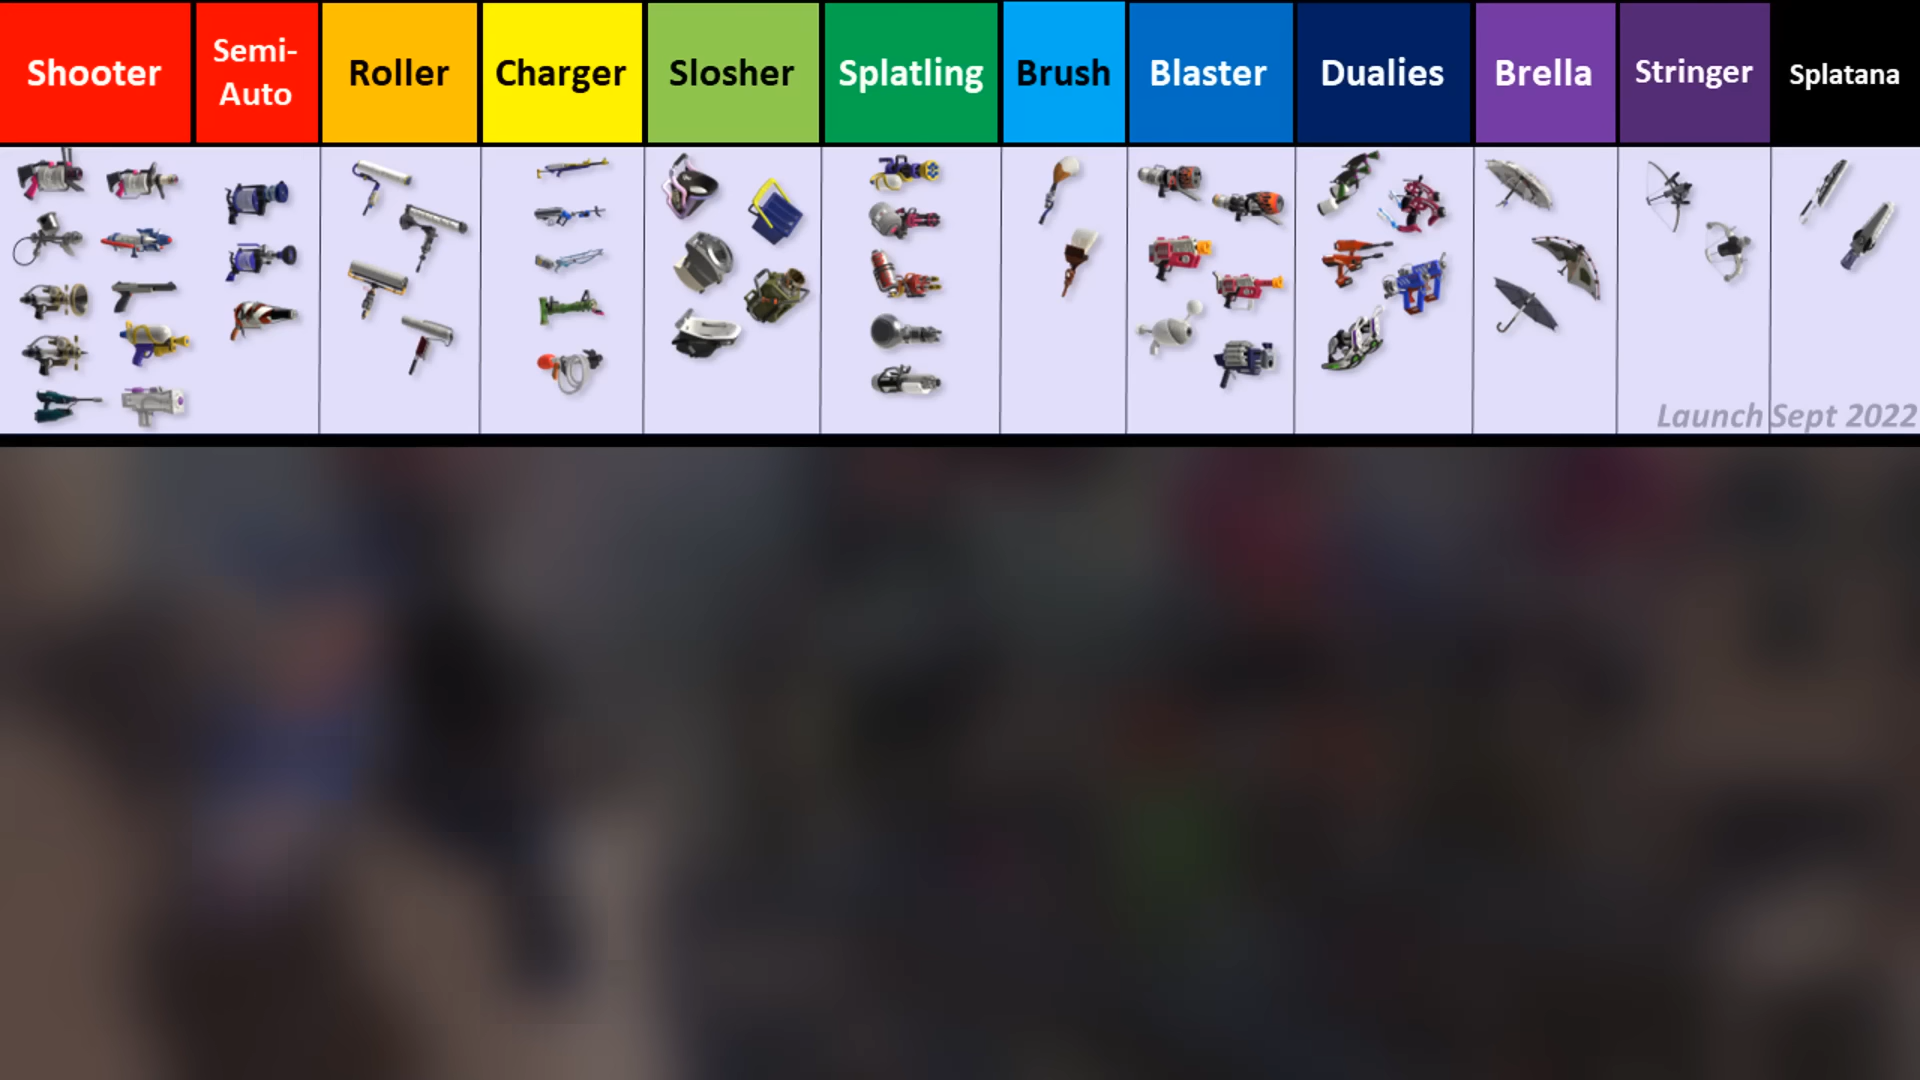 Shooter
Semi-
Auto
Roller
Charger
Slosher
Splatling
Brush
Blaster
Dualies
Brella
Stringer
Splatana
Launch Sept 2022